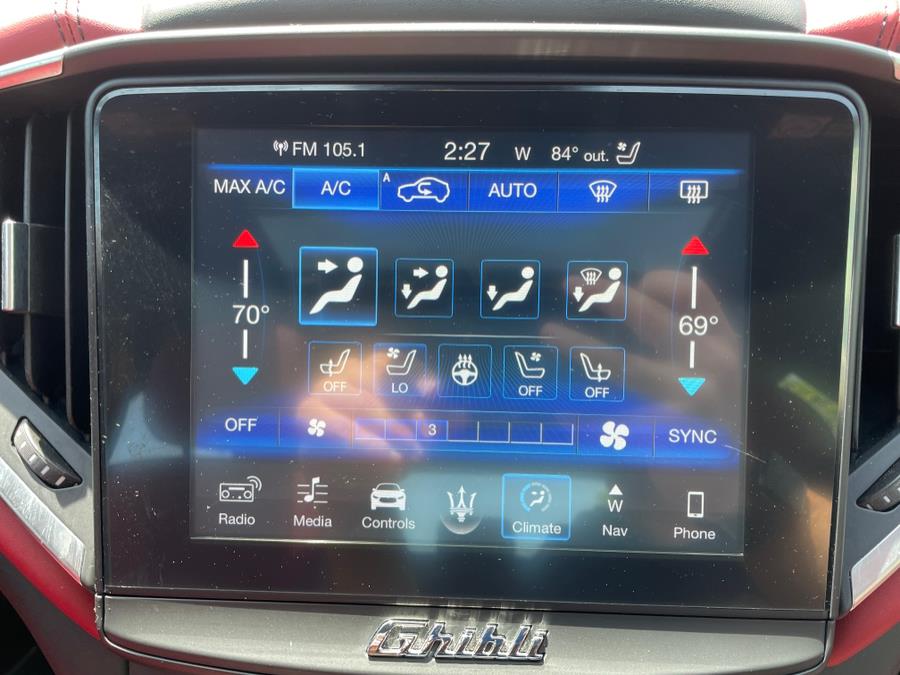 FM 105.1 2:27 W 84° out.
MAX A/C A/C A AUTO
70° 69°
OFF LO OFF OFF
OFF 3 SYNC
Radio Media Controls Climate W Nav Phone
Ghibli